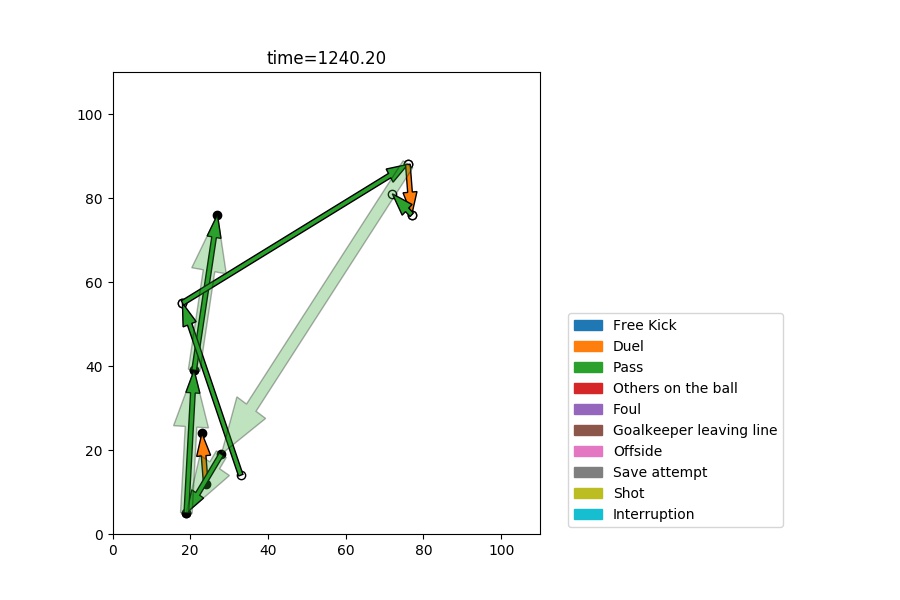 time=1240.20
100
80
60
40
20
0
0 20 40 60 80 100
Free Kick
Duel
Pass
Others on the ball
Foul
Goalkeeper leaving line
Offside
Save attempt
Shot
Interruption